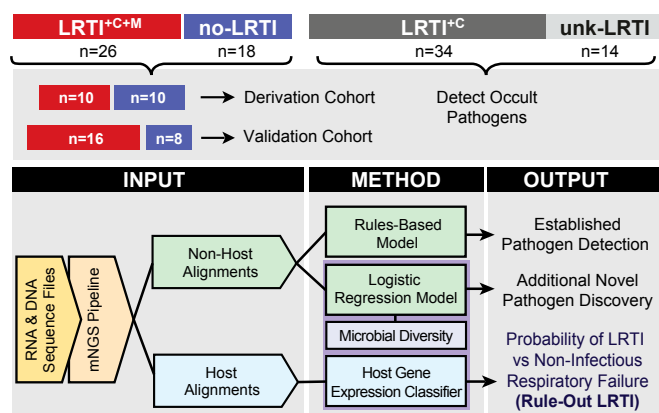 LRTI+C+M no-LRTI LRTI+C unk-LRTI
n=26 n=18 n=34 n=14
n=10 n=10 Derivation Cohort
n=16 n=8 Validation Cohort
Detect Occult
Pathogens
INPUT METHOD OUTPUT
RNA & DNA
Sequence Files
mNGS Pipeline
Non-Host
Alignments
Host
Alignments
Rules-Based
Model
Logistic
Regression Model
Microbial Diversity
Host Gene
Expression Classifier
Established
Pathogen Detection
Additional Novel
Pathogen Discovery
Probability of LRTI
vs Non-Infectious
Respiratory Failure
(Rule-Out LRTI)